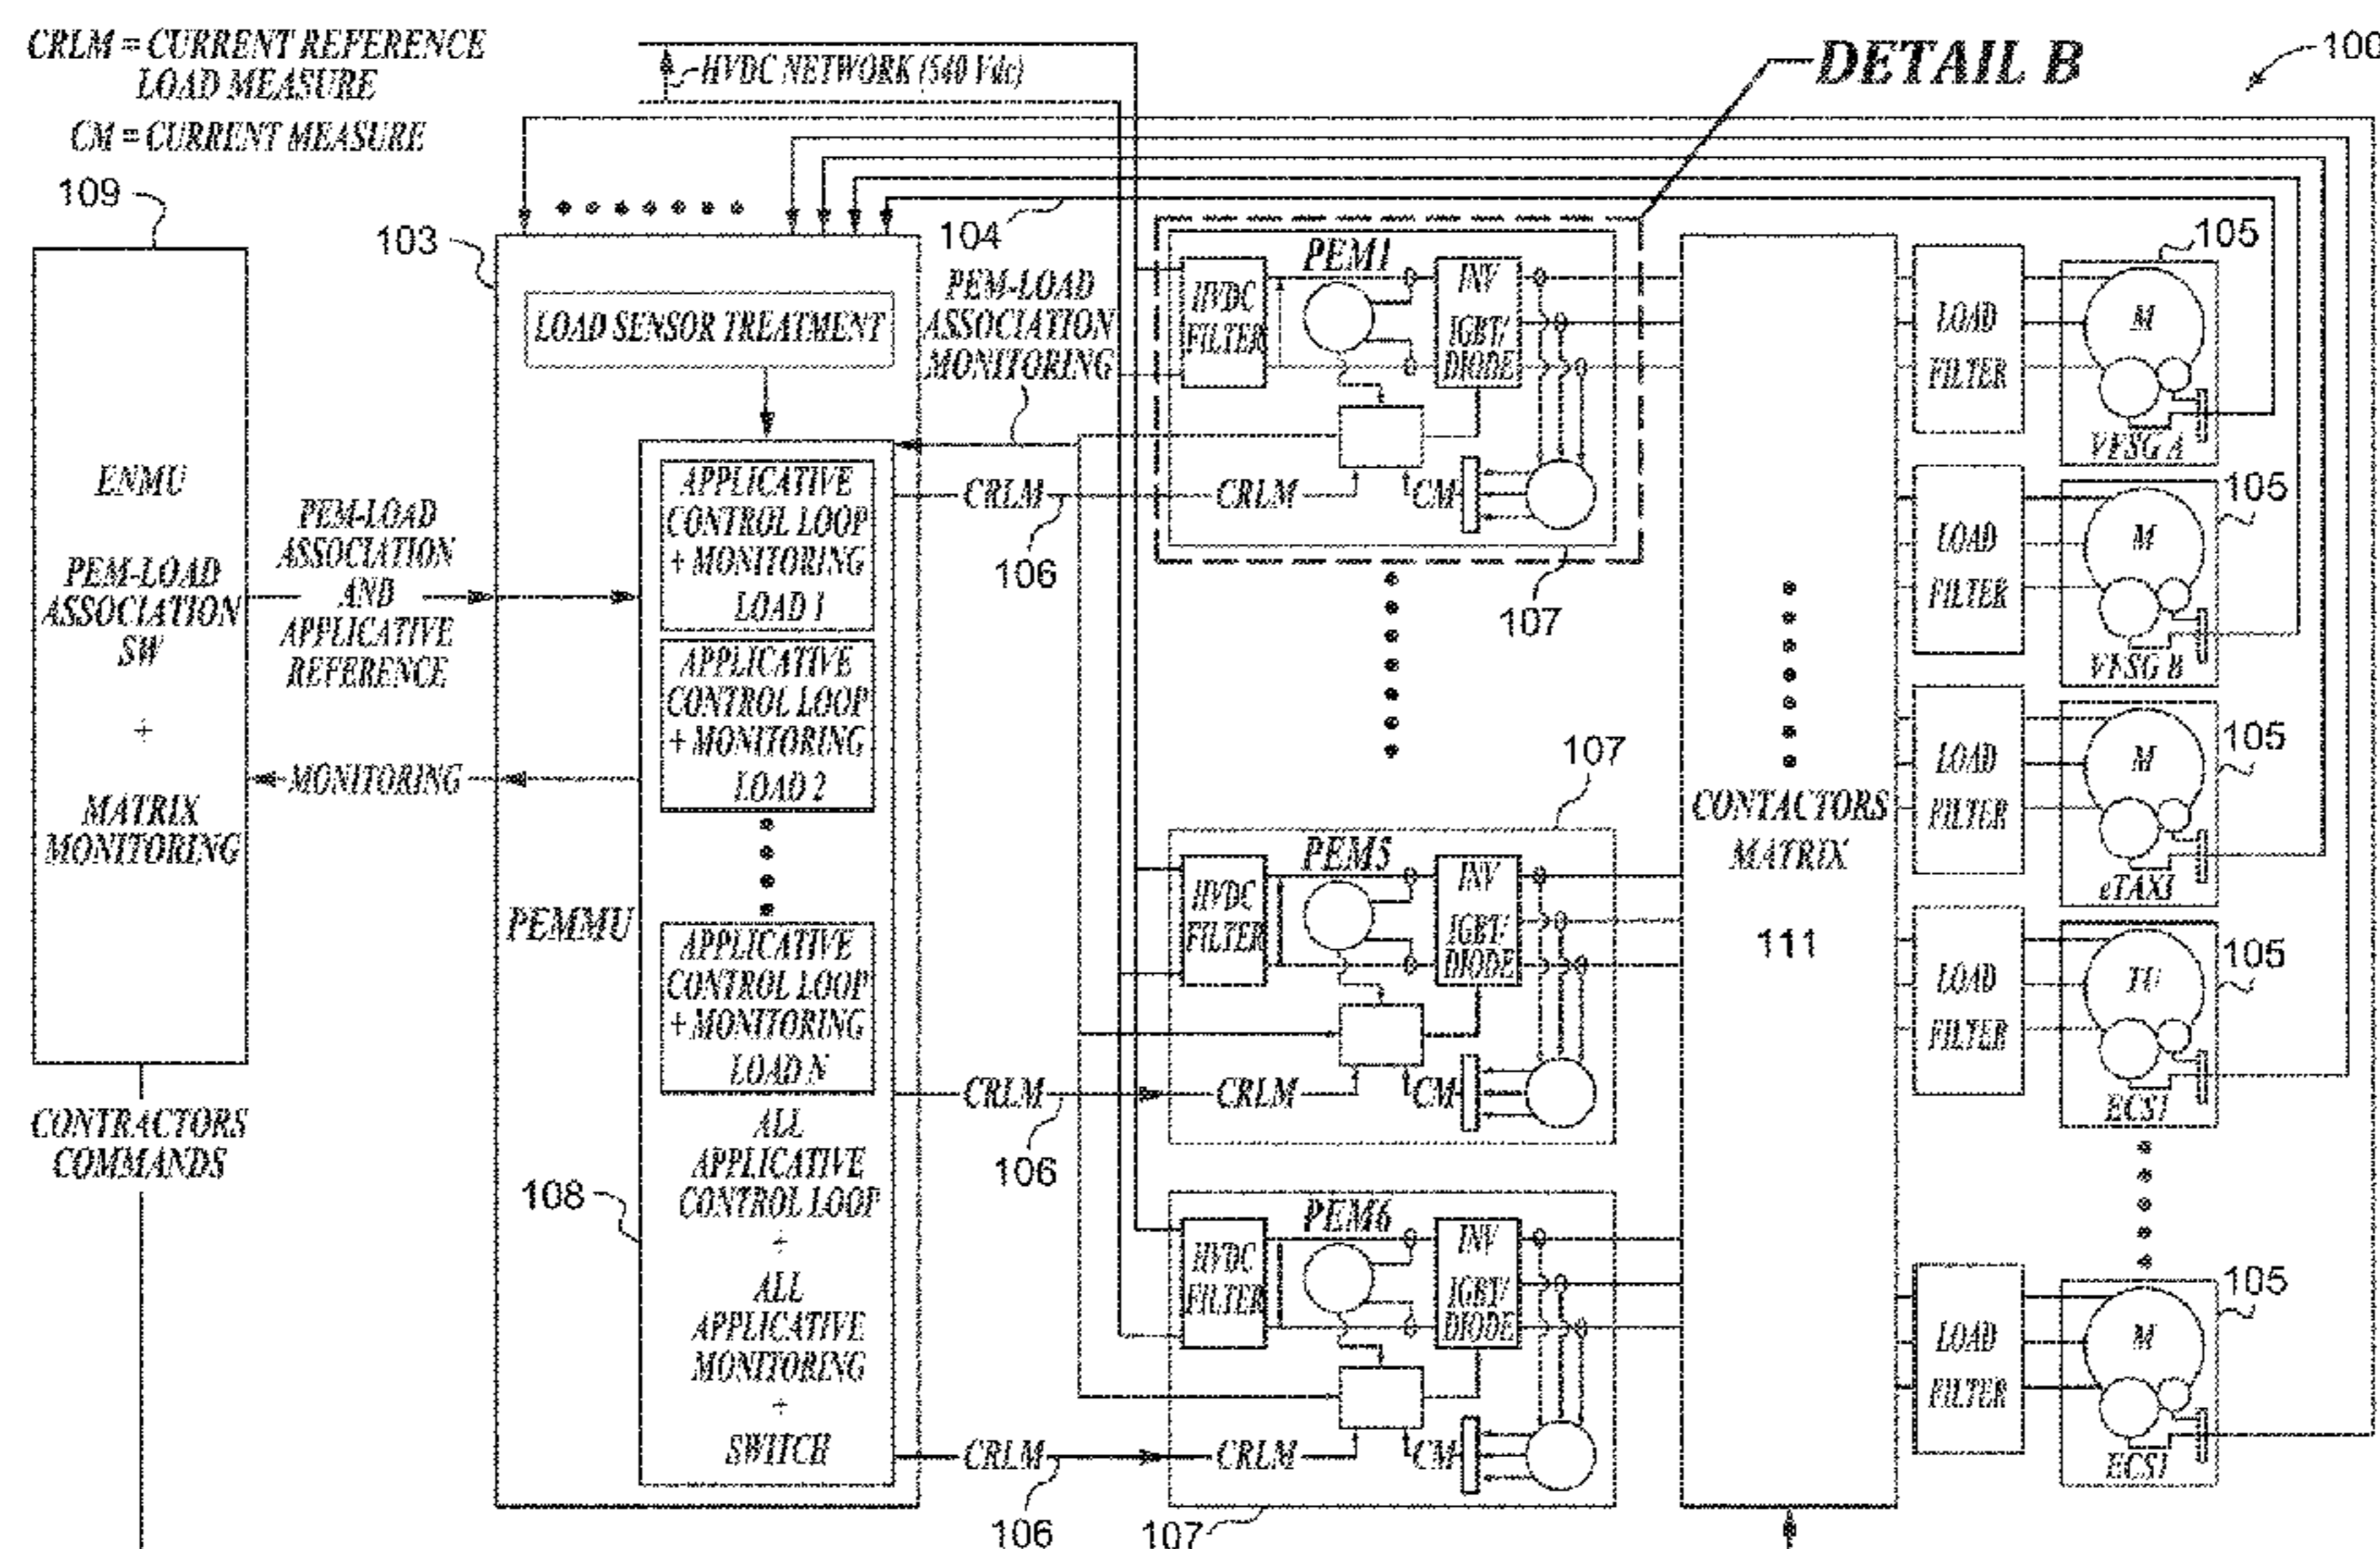 CRLM = CURRENT REFERENCE
LOAD MEASURE
CM = CURRENT MEASURE
HVDC NETWORK (540 Vdc)
DETAIL B
100
109
ENMU
PEM-LOAD
ASSOCIATION
SW
+
MATRIX
MONITORING
CONTRACTORS
COMMANDS
PEM-LOAD
ASSOCIATION
AND
APPLICATIVE
REFERENCE
MONITORING
103
LOAD SENSOR TREATMENT
PEMMU
108
APPLICATIVE
CONTROL LOOP
+ MONITORING
LOAD 1
APPLICATIVE
CONTROL LOOP
+ MONITORING
LOAD 2
APPLICATIVE
CONTROL LOOP
+ MONITORING
LOAD N
ALL
APPLICATIVE
CONTROL LOOP
+
ALL
APPLICATIVE
MONITORING
+
SWITCH
104
PEM-LOAD
ASSOCIATION
MONITORING
CRLM
106
CRLM
106
CRLM
106
PEM1
HVDC
FILTER
INV
IGBT/
DIODE
CRLM
CM
107
107
PEM5
HVDC
FILTER
INV
IGBT/
DIODE
CRLM
CM
PEM6
HVDC
FILTER
INV
IGBT/
DIODE
CRLM
CM
107
CONTACTORS
MATRIX
111
LOAD
FILTER
105
M
VFSG A
LOAD
FILTER
105
M
VFSG B
LOAD
FILTER
105
M
eTAXI
LOAD
FILTER
105
ECS1
LOAD
FILTER
105
M
ECS1